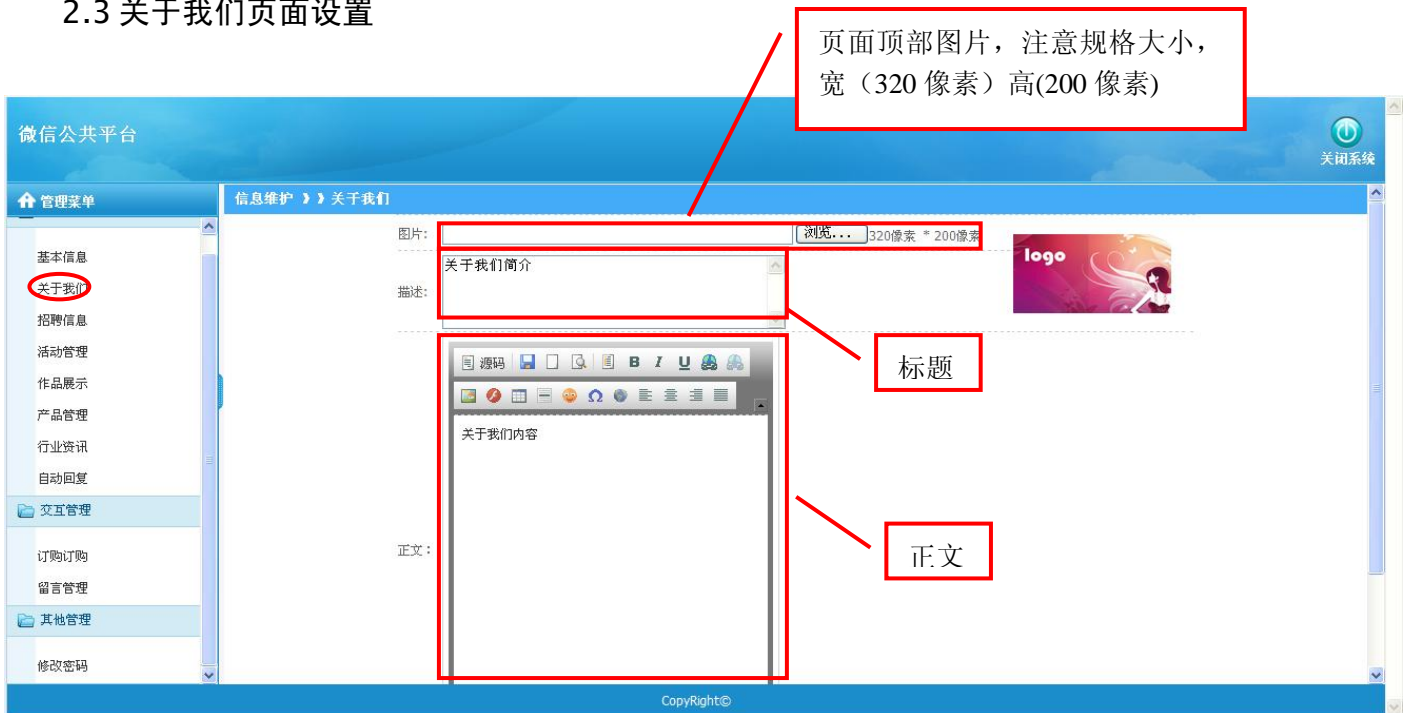 2.3 关于我们页面设置
页面顶部图片，注意规格大小，
宽（320 像素）高(200 像素)
微信公共平台
关闭系统
管理菜单
信息维护 》》关于我们
基本信息
关于我们
招聘信息
活动管理
作品展示
产品管理
行业资讯
自动回复
交互管理
订购订购
留言管理
其他管理
修改密码
图片:
浏览... 320像素 * 200像素
logo
描述:
关于我们简介
标题
源码 B I U
Ω
正文：
关于我们内容
正文
CopyRight©